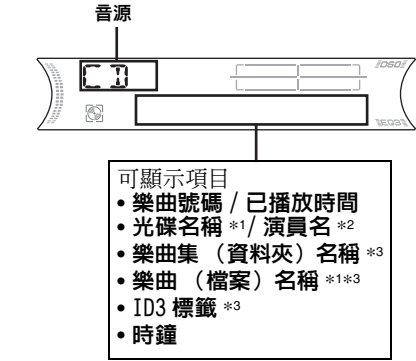 音源
CD
DSO
EQ3
可顯示項目
• 樂曲號碼 / 已播放時間
• 光碟名稱 *1/ 演員名 *2
• 樂曲集 （資料夾）名稱 *3
• 樂曲 （檔案）名稱 *1*3
• ID3 標籤 *3
• 時鐘